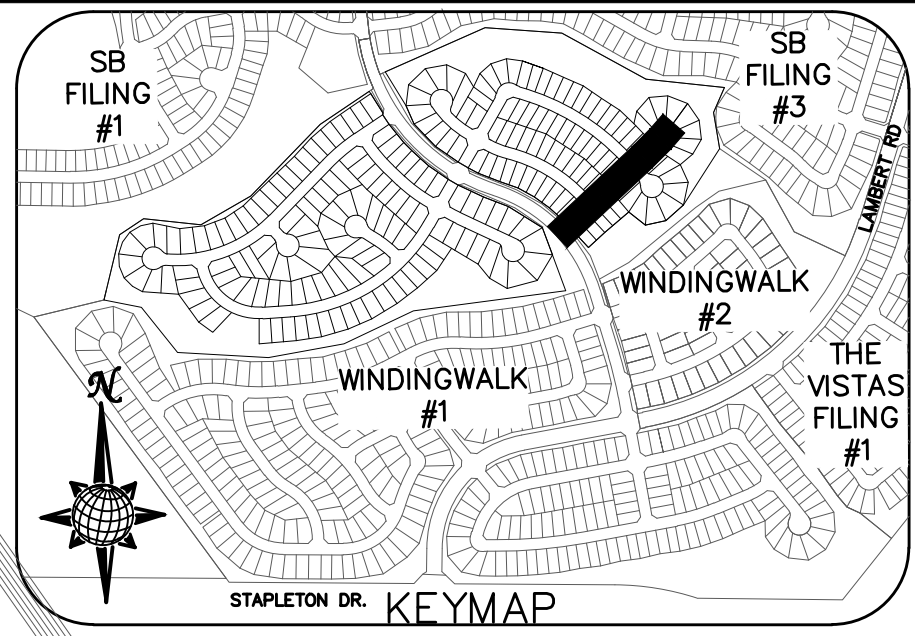 SB
FILING
#1
SB
FILING
#3
LAMBERT RD
WINDINGWALK
#2
THE
VISTAS
FILING
#1
WINDINGWALK
#1
N
STAPLETON DR.
KEYMAP